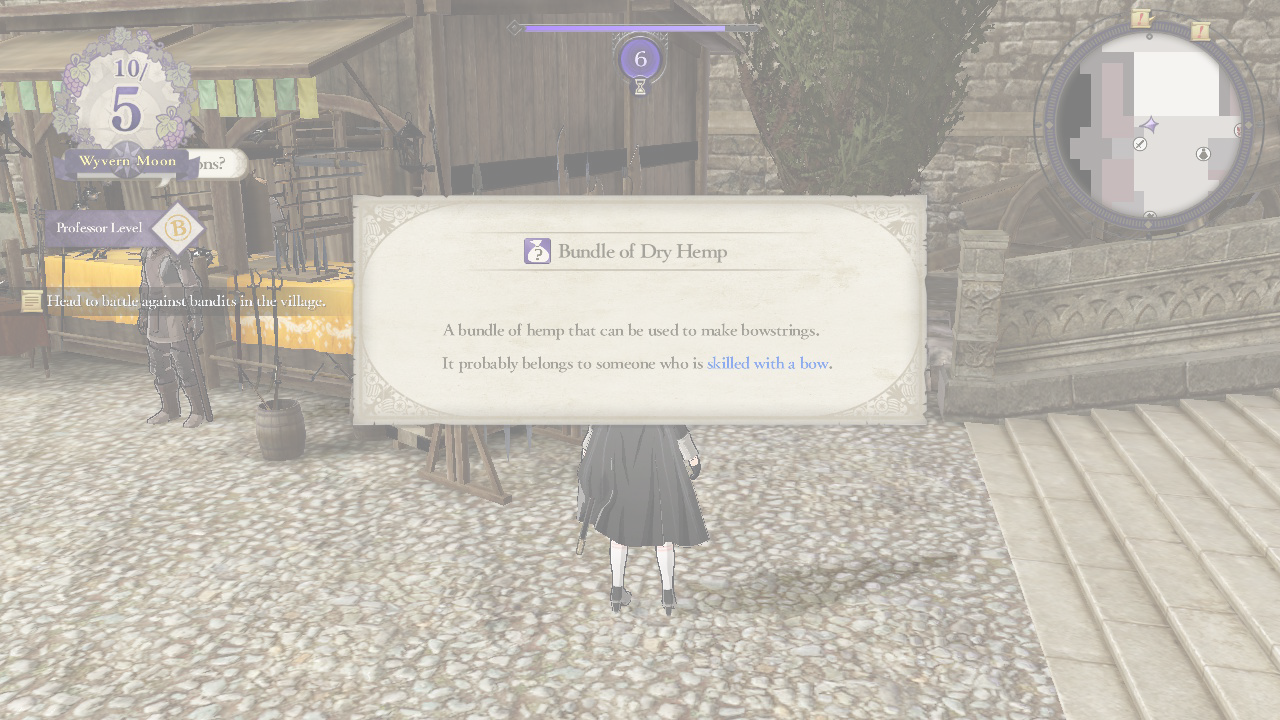 10/
5
Wyvern Moon
ons?
6
Professor Level
B
Head to battle against bandits in the village.
Bundle of Dry Hemp
A bundle of hemp that can be used to make bowstrings.
It probably belongs to someone who is skilled with a bow.